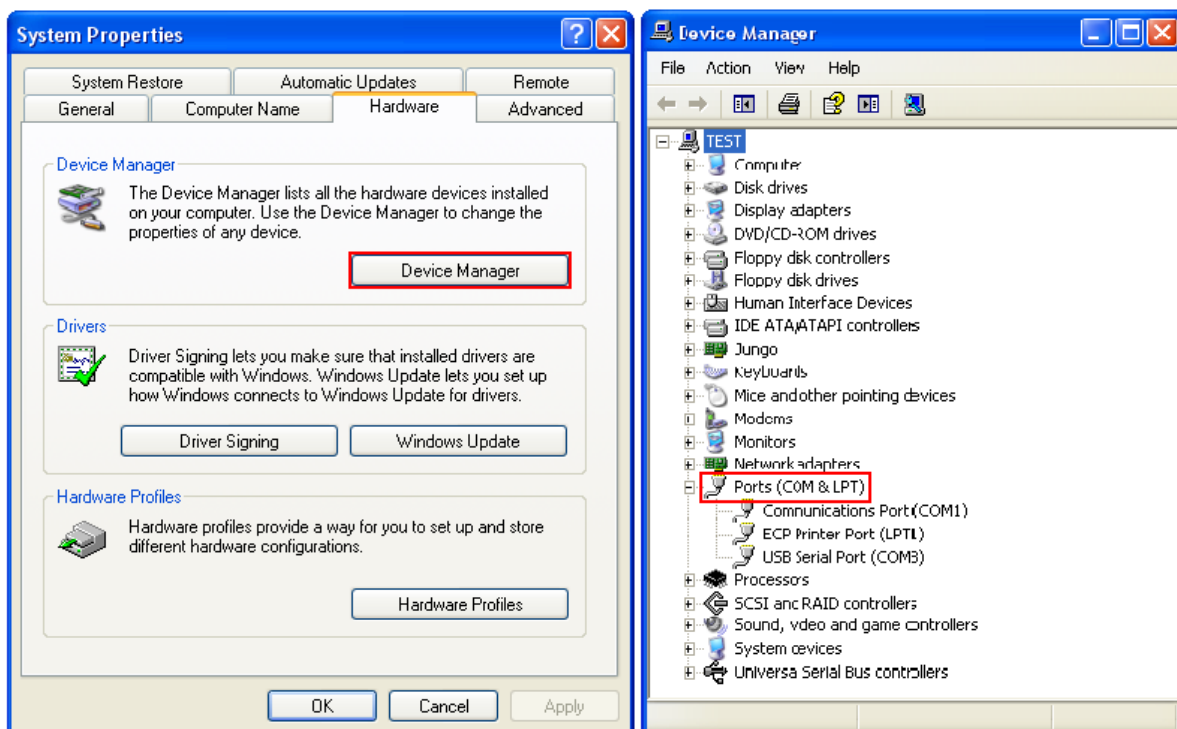 System Properties
System Restore
Automatic Updates
Remote
General
Computer Name
Hardware
Advanced
Device Manager
The Device Manager lists all the hardware devices installed
on your computer. Use the Device Manager to change the
properties of any device.
Device Manager
Drivers
Driver Signing lets you make sure that installed drivers are
compatible with Windows. Windows Update lets you set up
how Windows connects to Windows Update for drivers.
Driver Signing
Windows Update
Hardware Profiles
Hardware profiles provide a way for you to set up and store
different hardware configurations.
Hardware Profiles
OK
Cancel
Apply
Device Manager
File Action View Help
TEST
Computer
Disk drives
Display adapters
DVD/CD-ROM drives
Floppy disk controllers
Floppy disk drives
Human Interface Devices
IDE ATA/ATAPI controllers
Jungo
Keyboards
Mice and other pointing devices
Modems
Monitors
Network adapters
Ports (COM & LPT)
Communications Port (COM1)
ECP Printer Port (LPT1)
USB Serial Port (COM3)
Processors
SCSI and RAID controllers
Sound, video and game controllers
System devices
Universal Serial Bus controllers